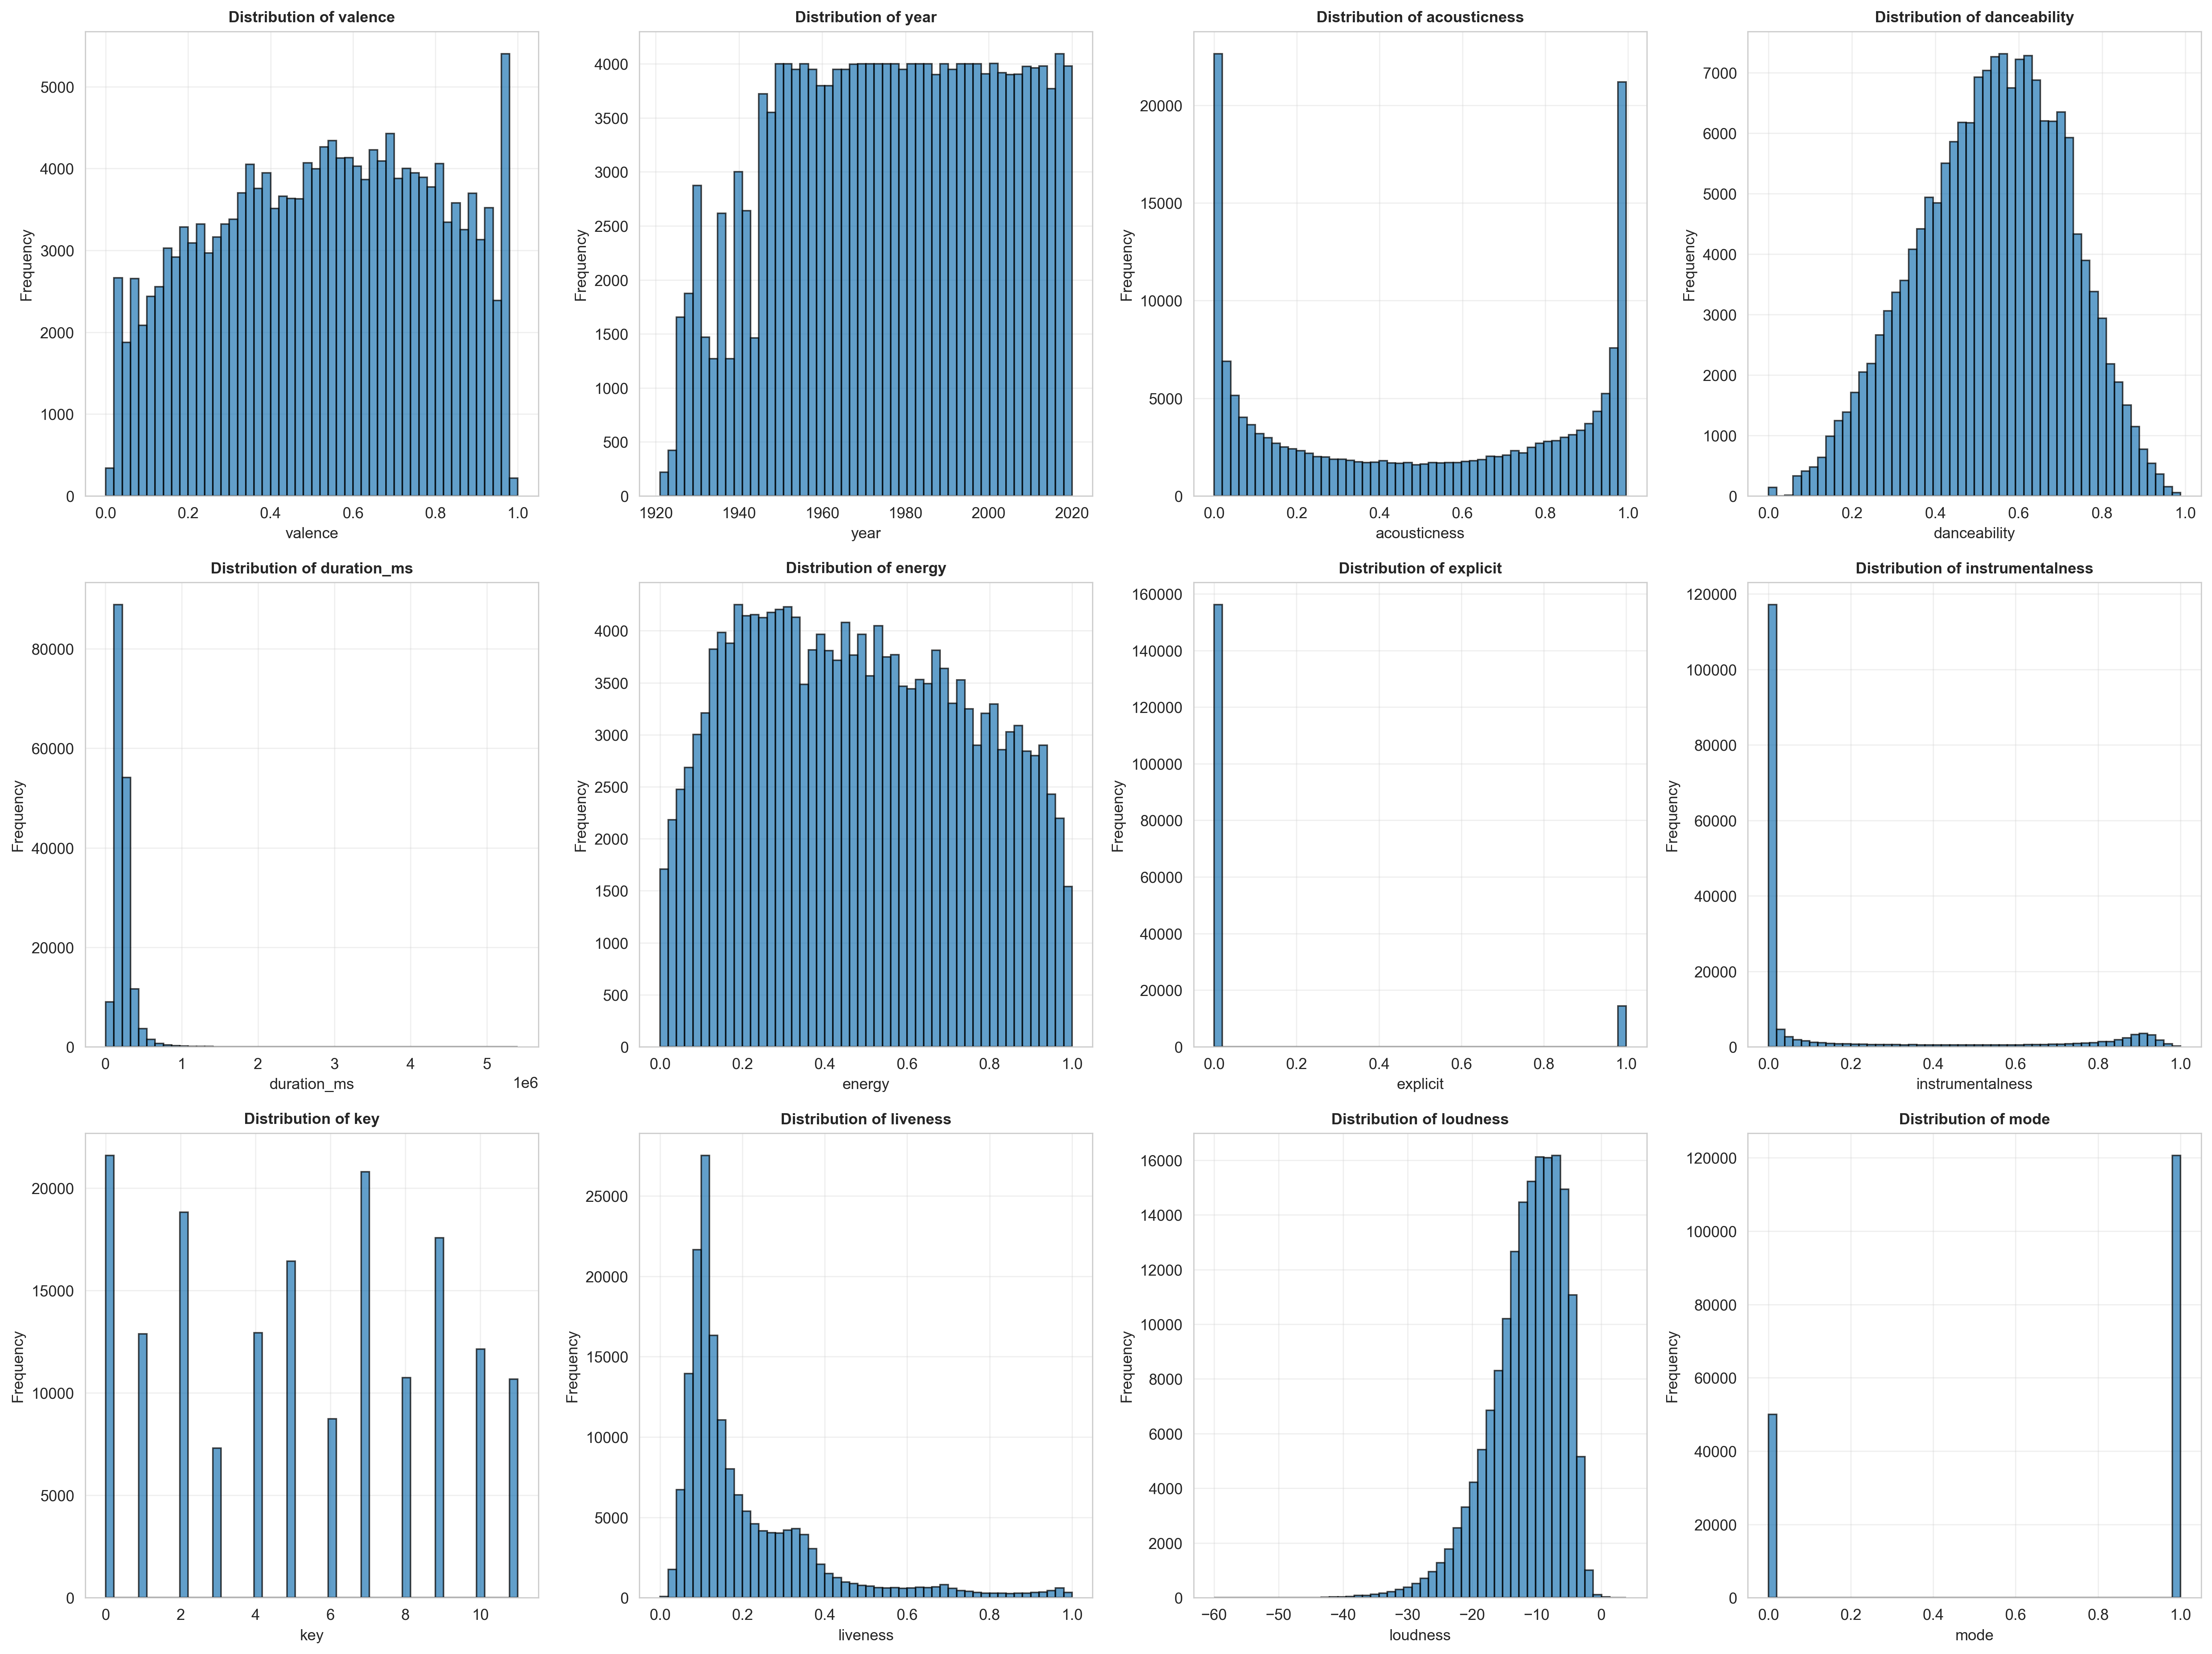 Distribution of valence
Frequency
5000
4000
3000
2000
1000
0
0.0 0.2 0.4 0.6 0.8 1.0
valence
Distribution of year
Frequency
4000
3500
3000
2500
2000
1500
1000
500
0
1920 1940 1960 1980 2000 2020
year
Distribution of acousticness
Frequency
20000
15000
10000
5000
0
0.0 0.2 0.4 0.6 0.8 1.0
acousticness
Distribution of danceability
Frequency
7000
6000
5000
4000
3000
2000
1000
0
0.0 0.2 0.4 0.6 0.8 1.0
danceability
Distribution of duration_ms
Frequency
80000
60000
40000
20000
0
0 1 2 3 4 5
1e6
duration_ms
Distribution of energy
Frequency
4000
3500
3000
2500
2000
1500
1000
500
0
0.0 0.2 0.4 0.6 0.8 1.0
energy
Distribution of explicit
Frequency
160000
140000
120000
100000
80000
60000
40000
20000
0
0.0 0.2 0.4 0.6 0.8 1.0
explicit
Distribution of instrumentalness
Frequency
120000
100000
80000
60000
40000
20000
0
0.0 0.2 0.4 0.6 0.8 1.0
instrumentalness
Distribution of key
Frequency
20000
15000
10000
5000
0
0 2 4 6 8 10
key
Distribution of liveness
Frequency
25000
20000
15000
10000
5000
0
0.0 0.2 0.4 0.6 0.8 1.0
liveness
Distribution of loudness
Frequency
16000
14000
12000
10000
8000
6000
4000
2000
0
−60 −50 −40 −30 −20 −10 0
loudness
Distribution of mode
Frequency
120000
100000
80000
60000
40000
20000
0
0.0 0.2 0.4 0.6 0.8 1.0
mode